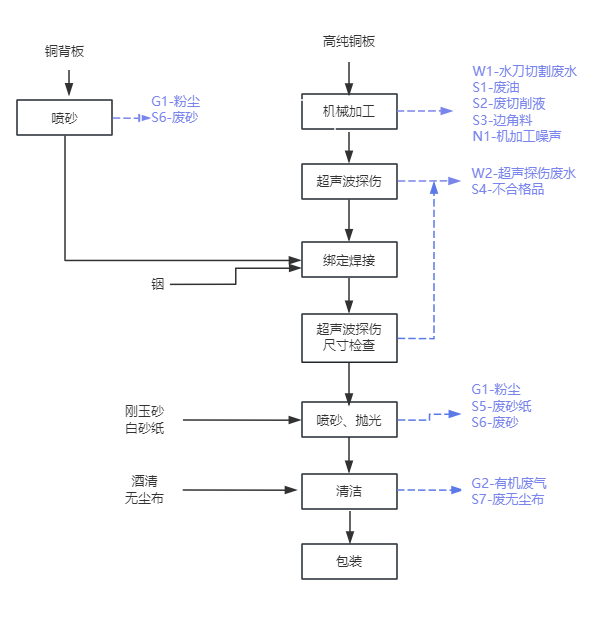 高纯铜板
铜背板
喷砂
G1-粉尘
S6-废砂
机械加工
W1-水刀切割废水
S1-废油
S2-废切削液
S3-边角料
N1-机加工噪声
超声波探伤
W2-超声探伤废水
S4-不合格品
绑定焊接
铟
超声波探伤
尺寸检查
刚玉砂
白砂纸
喷砂、抛光
G1-粉尘
S5-废砂纸
S6-废砂
酒清
无尘布
清洁
G2-有机废气
S7-废无尘布
包装